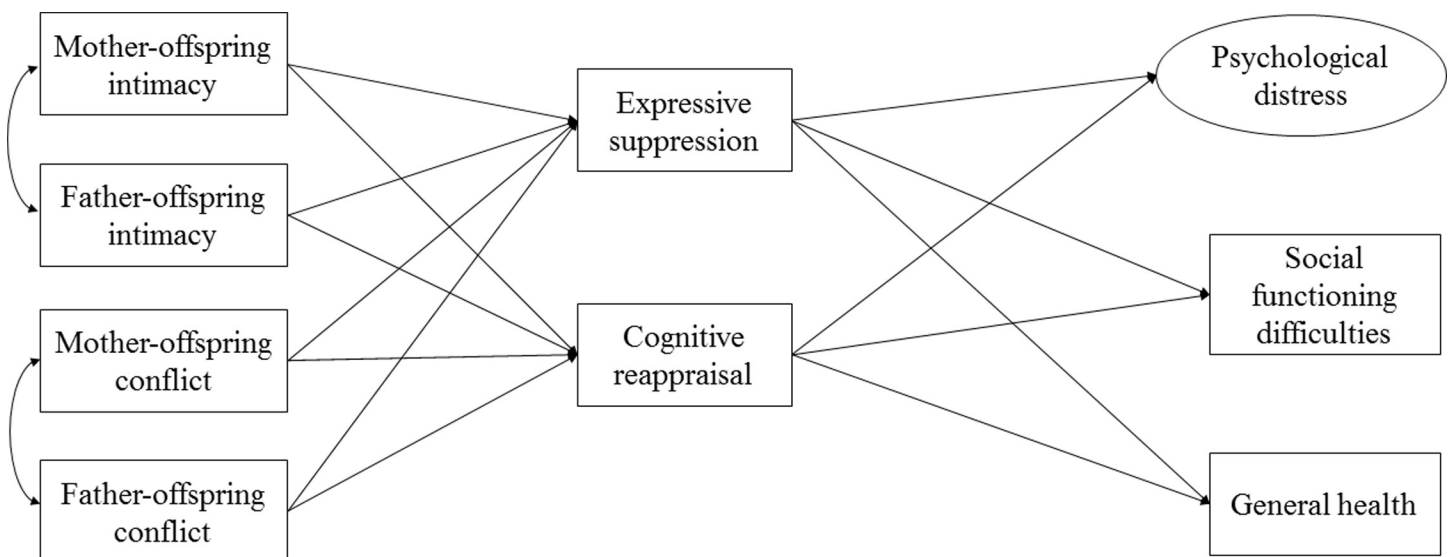 Mother-offspring
intimacy
Father-offspring
intimacy
Mother-offspring
conflict
Father-offspring
conflict
Expressive
suppression
Cognitive
reappraisal
Psychological
distress
Social
functioning
difficulties
General health